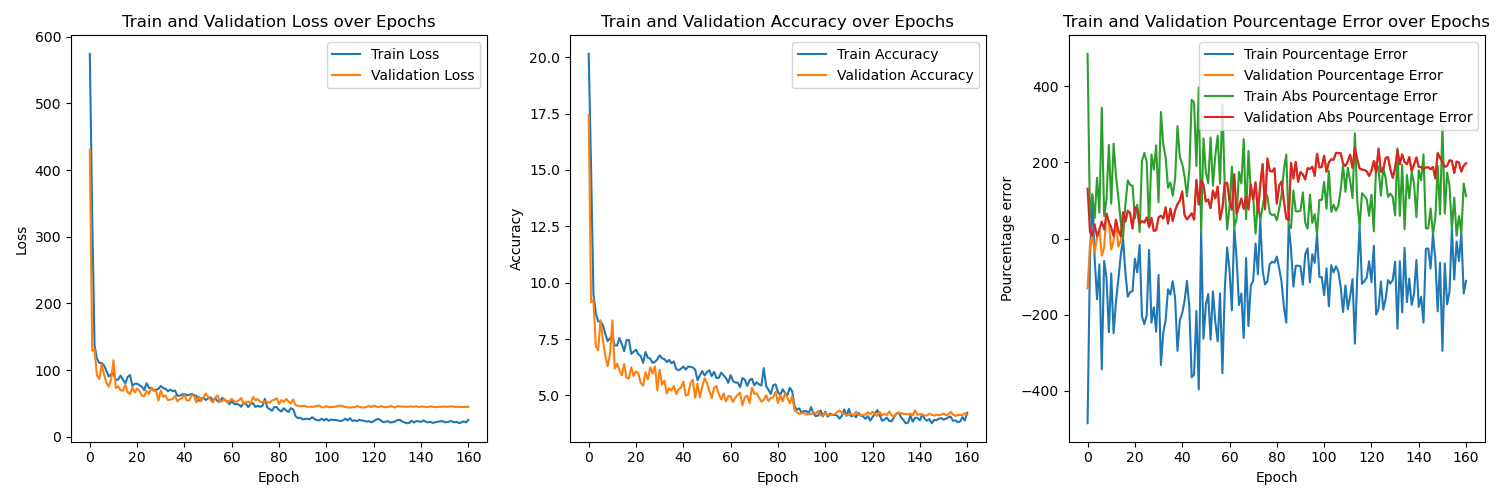 Train and Validation Loss over Epochs
Loss
600
500
400
300
200
100
0
Train Loss
Validation Loss
0 20 40 60 80 100 120 140 160
Epoch
Train and Validation Accuracy over Epochs
Accuracy
20.0
17.5
15.0
12.5
10.0
7.5
5.0
Train Accuracy
Validation Accuracy
0 20 40 60 80 100 120 140 160
Epoch
Train and Validation Pourcentage Error over Epochs
Pourcentage error
400
200
0
−200
−400
Train Pourcentage Error
Validation Pourcentage Error
Train Abs Pourcentage Error
Validation Abs Pourcentage Error
0 20 40 60 80 100 120 140 160
Epoch